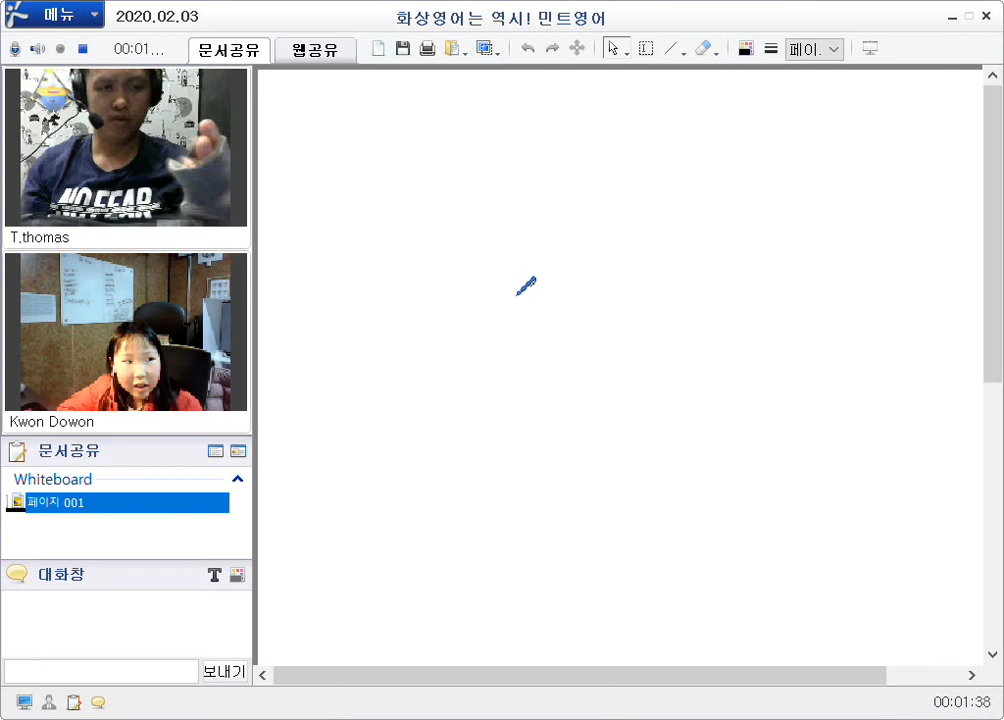 메뉴 2020.02.03 화상영어는 역시! 민트영어
00:01... 문서공유 웹공유 페이.
NO FEAR
T.thomas
Kwon Dowon
문서공유
Whiteboard
페이지 001
대화창 T
보내기
00:01:38